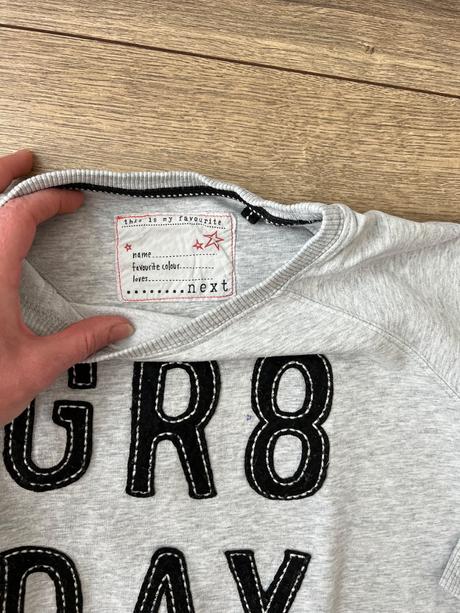 this is my favourite
name
favourite colour
loves
next
GR8
DAY